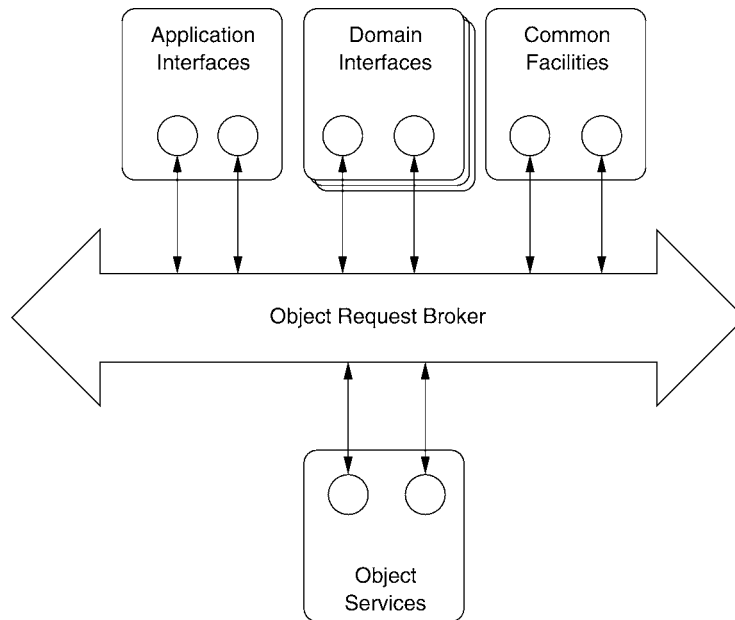 Application
Interfaces
Domain
Interfaces
Common
Facilities
Object Request Broker
Object
Services